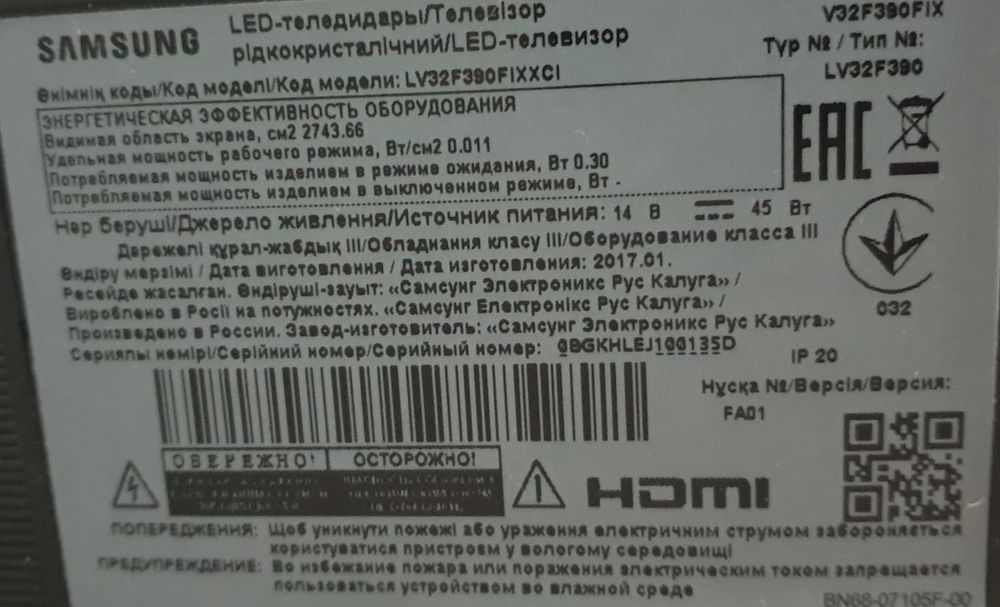 SAMSUNG
LED-теледидары/Телевізор
рідкокристалічний/LED-телевизор
V32F390FIX
Түр № / Тип №:
LV32F390
Өнімнің коды/Код моделі/Код модели: LV32F390FIXXCI
ЭНЕРГЕТИЧЕСКАЯ ЭФФЕКТИВНОСТЬ ОБОРУДОВАНИЯ
Видимая область экрана, см2 2743.66
Удельная мощность рабочего режима, Вт/см2 0.011
Потребляемая мощность изделием в режиме ожидания, Вт 0.30
Потребляемая мощность изделием в выключенном режиме, Вт -
EAC
Нәр беруші/Джерело живлення/Источник питания: 14 В 45 Вт
Дәрежелі құрал-жабдық III/Обладнання класу III/Оборудование класса III
Өндіру мерзімі / Дата виготовлення / Дата изготовления: 2017.01.
Ресейде жасалған. Өндіруші-зауыт: «Самсунг Электроникс Рус Калуга» /
Вироблено в Росії на потужностях. «Самсунг Електронікс Рус Калуга» /
Произведено в России. Завод-изготовитель: «Самсунг Электроникс Рус Калуга»
032
Сериялы нөмірі/Серійний номер/Серийный номер: 0BGKHLEJ100135D
IP 20
Нұсқа №/Версія/Версия:
FA01
ОБЕРЕЖНО! ОСТОРОЖНО!
HDMI
ПОПЕРЕДЖЕННЯ: Щоб уникнути пожежі або ураження електричним струмом забороняється
користуватися пристроєм у вологому середовищі
ПРЕДУПРЕЖДЕНИЕ: Во избежание пожара или поражения электрическим током запрещается
пользоваться устройством во влажной среде
BN68-07105F-00